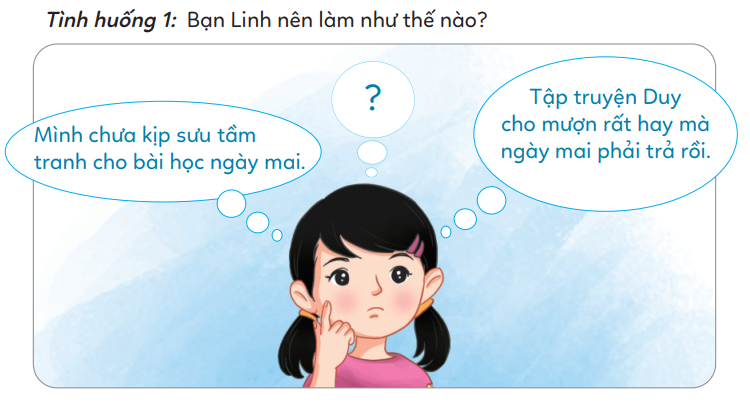 Tình huống 1: Bạn Linh nên làm như thế nào?
?
Mình chưa kịp sưu tầm
tranh cho bài học ngày mai.
Tập truyện Duy
cho mượn rất hay mà
ngày mai phải trả rồi.